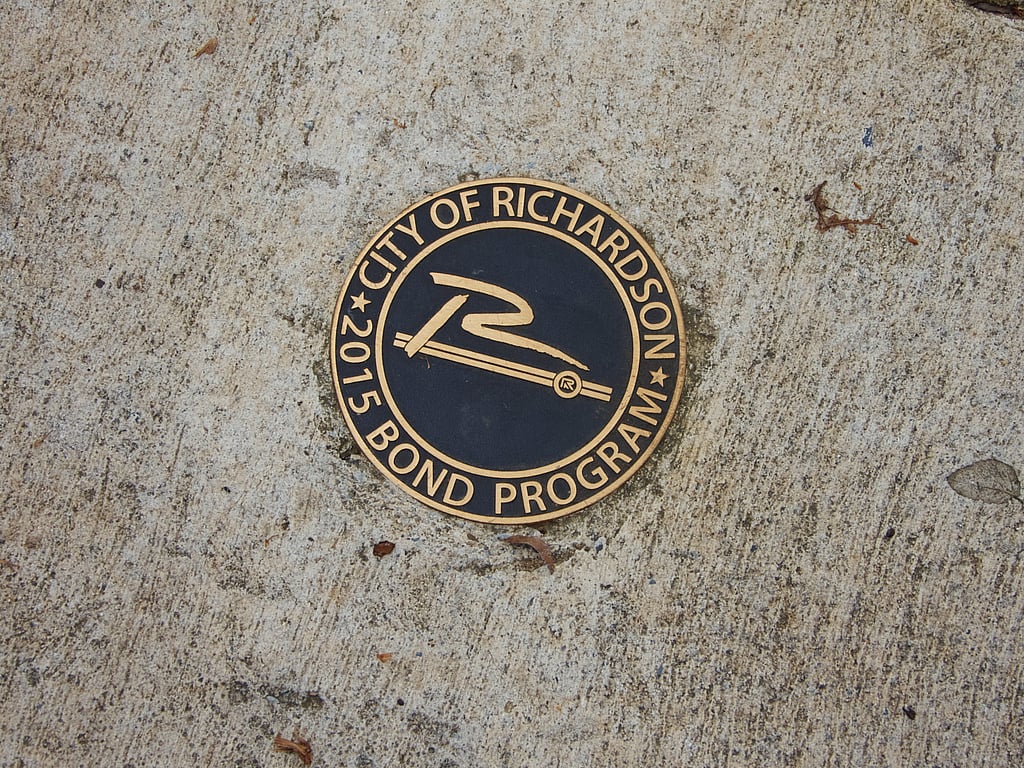 CITY OF RICHARDSON
2015 BOND PROGRAM
R